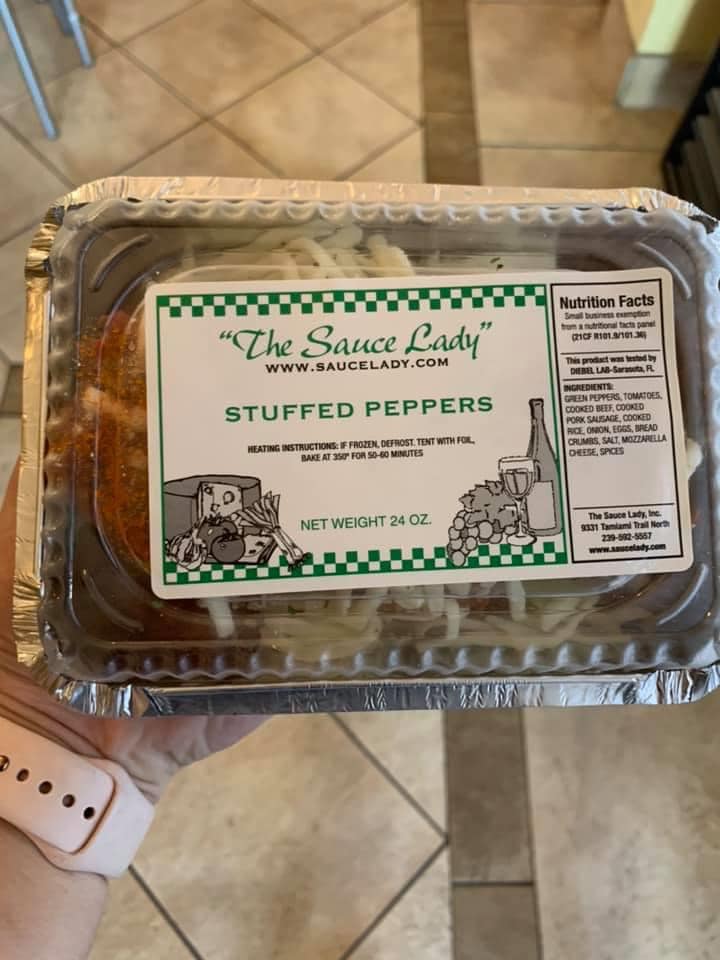 "The Sauce Lady"
WWW.SAUCELADY.COM
STUFFED PEPPERS
HEATING INSTRUCTIONS: IF FROZEN, DEFROST. TENT WITH FOIL,
BAKE AT 350° FOR 50-60 MINUTES
NET WEIGHT 24 OZ.
Nutrition Facts
Small business exemption
from a nutritional facts panel
(21CF R101.9/101.36)
This product was tested by
DIEBEL LAB-Sarasota, FL
INGREDIENTS:
GREEN PEPPERS, TOMATOES,
COOKED BEEF, COOKED
PORK SAUSAGE, COOKED
RICE, ONION, EGGS, BREAD
CRUMBS, SALT, MOZZARELLA
CHEESE, SPICES
The Sauce Lady, Inc.
9331 Tamiami Trail North
239-592-5557
www.saucelady.com